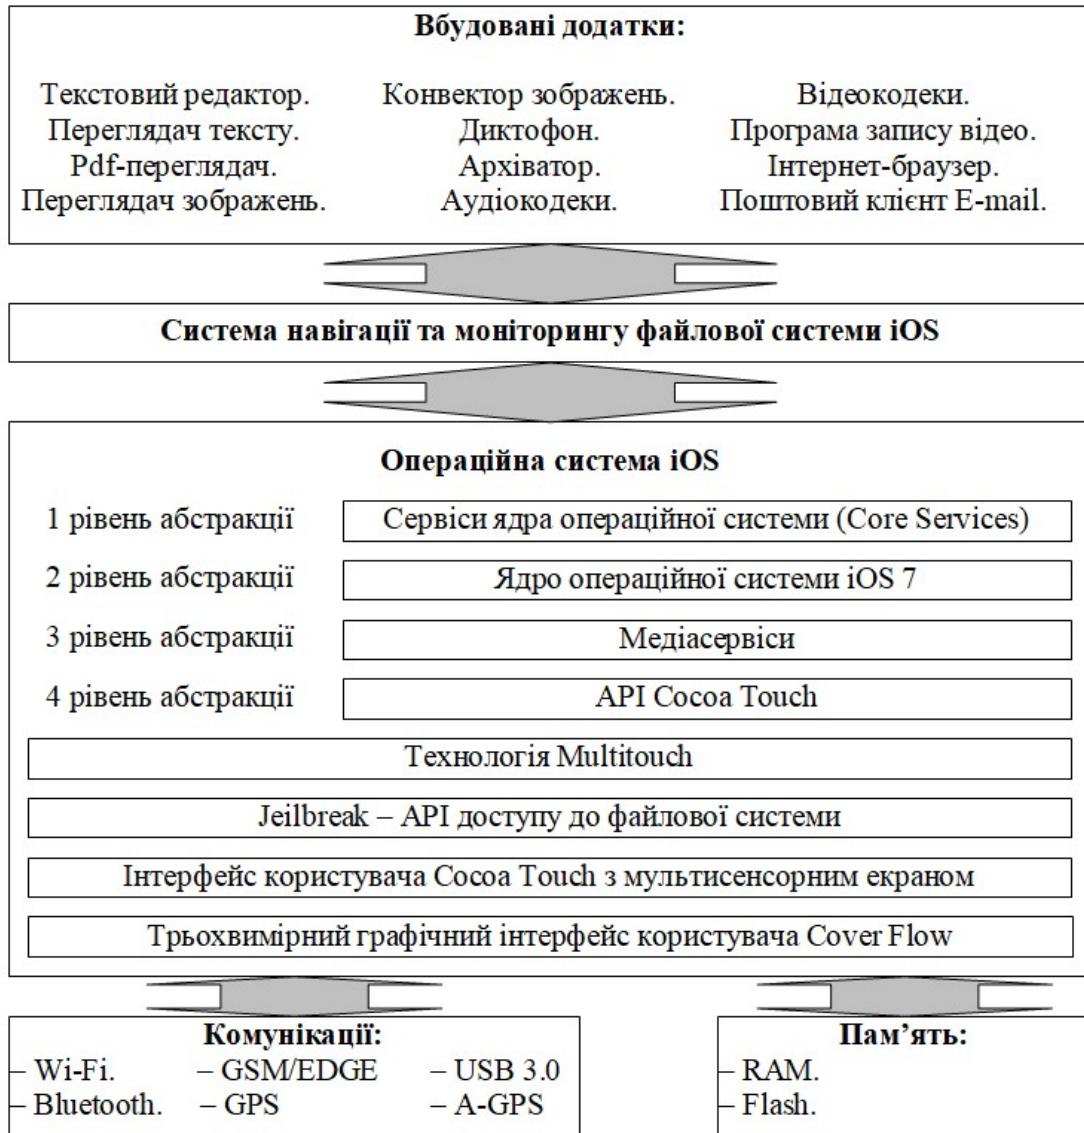 Вбудовані додатки:
Текстовий редактор. Конвектор зображень. Відеокодеки.
Переглядач тексту. Диктофон. Програма запису відео.
Pdf-переглядач. Архіватор. Інтернет-браузер.
Переглядач зображень. Аудіокодеки. Поштовий клієнт E-mail.
Система навігації та моніторингу файлової системи iOS
Операційна система iOS
1 рівень абстракції Сервіси ядра операційної системи (Core Services)
2 рівень абстракції Ядро операційної системи iOS 7
3 рівень абстракції Медіасервіси
4 рівень абстракції API Cocoa Touch
Технологія Multitouch
Jeilbreak – API доступу до файлової системи
Інтерфейс користувача Cocoa Touch з мультисенсорним екраном
Трьохвимірний графічний інтерфейс користувача Cover Flow
Комунікації:
– Wi-Fi. – GSM/EDGE – USB 3.0
– Bluetooth. – GPS – A-GPS
Пам’ять:
– RAM.
– Flash.